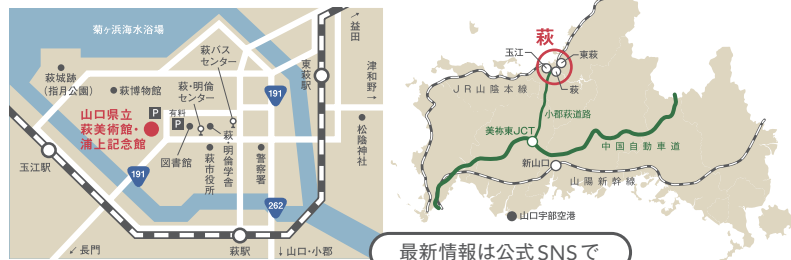 菊ヶ浜海水浴場
↗益田
萩バス
センター
東萩駅
津和野→
萩城跡
(指月公園)
萩博物館
萩・明倫
センター
191
山口県立
萩美術館・
浦上記念館
P
有料
P
図書館
萩・明倫学舎
萩市役所
警察署
松陰神社
玉江駅
191
262
↙長門
萩駅
↓山口・小郡
萩
玉江
東萩
萩
JR山陰本線
小郡萩道路
美祢東JCT
中国自動車道
新山口
山陽新幹線
山口宇部空港
最新情報は公式SNSで